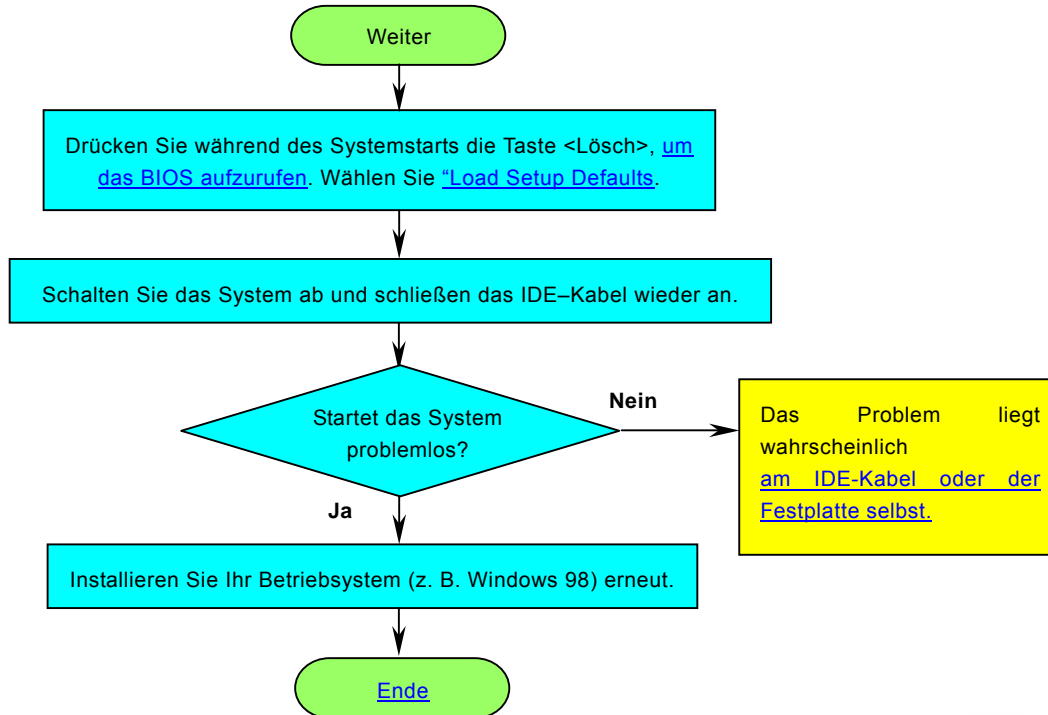 Weiter
Drücken Sie während des Systemstarts die Taste <Lösch>, um
das BIOS aufzurufen. Wählen Sie “Load Setup Defaults.
Schalten Sie das System ab und schließen das IDE–Kabel wieder an.
Startet das System
problemlos?
Nein
Das Problem liegt
wahrscheinlich
am IDE-Kabel oder der
Festplatte selbst.
Ja
Installieren Sie Ihr Betriebsystem (z. B. Windows 98) erneut.
Ende